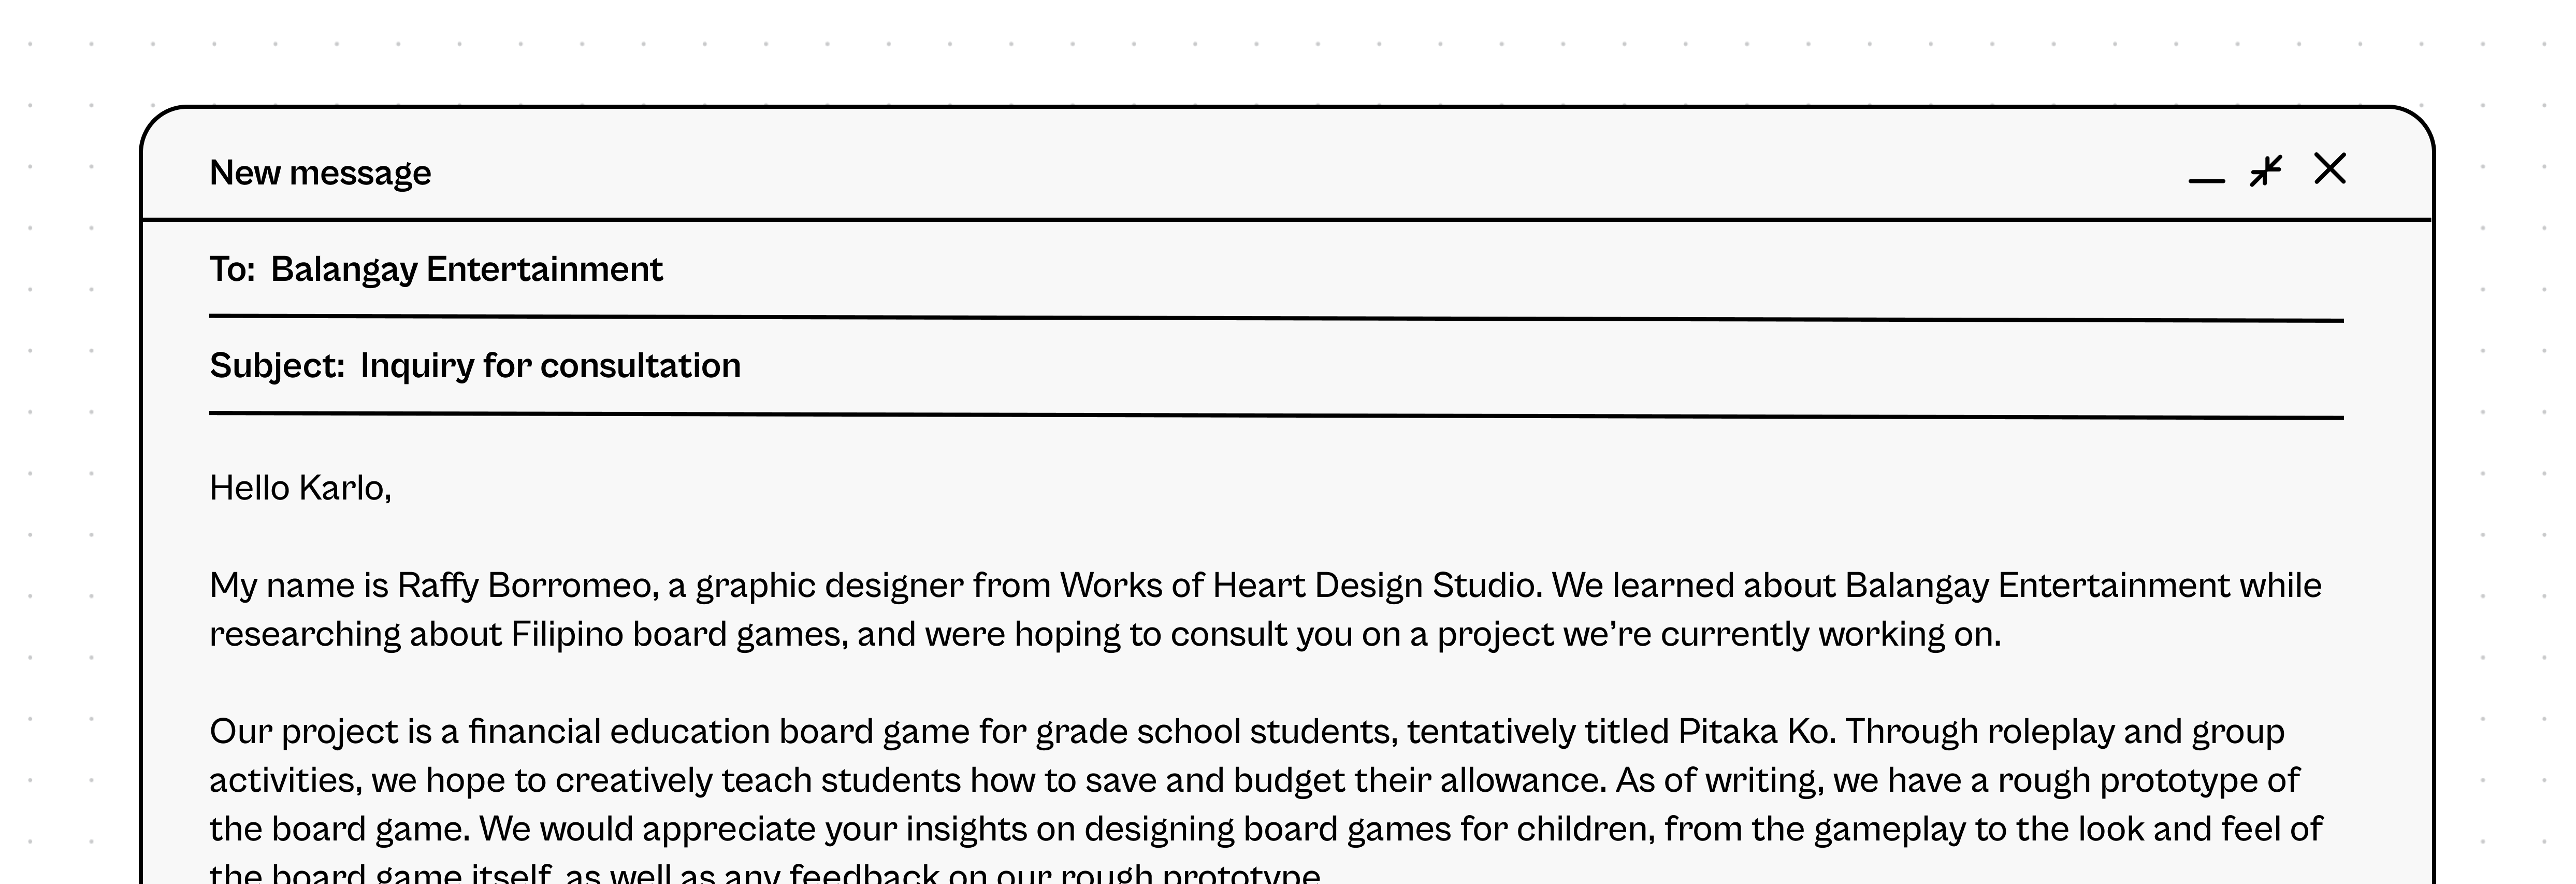 New message
To: Balangay Entertainment
Subject: Inquiry for consultation
Hello Karlo,
My name is Raffy Borromeo, a graphic designer from Works of Heart Design Studio. We learned about Balangay Entertainment while
researching about Filipino board games, and were hoping to consult you on a project we’re currently working on.
Our project is a financial education board game for grade school students, tentatively titled Pitaka Ko. Through roleplay and group
activities, we hope to creatively teach students how to save and budget their allowance. As of writing, we have a rough prototype of
the board game. We would appreciate your insights on designing board games for children, from the gameplay to the look and feel of
the board game itself, as well as any feedback on our rough prototype.